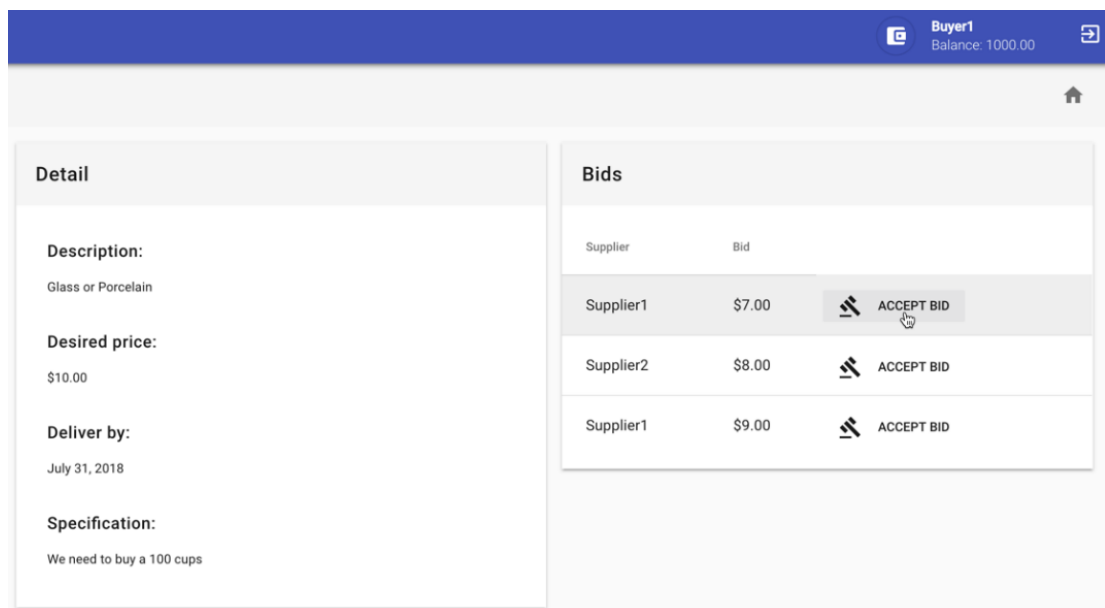 Buyer1
Balance: 1000.00
Detail
Description:
Glass or Porcelain
Desired price:
$10.00
Deliver by:
July 31, 2018
Specification:
We need to buy a 100 cups
Bids
Supplier Bid
Supplier1 $7.00 ACCEPT BID
Supplier2 $8.00 ACCEPT BID
Supplier1 $9.00 ACCEPT BID